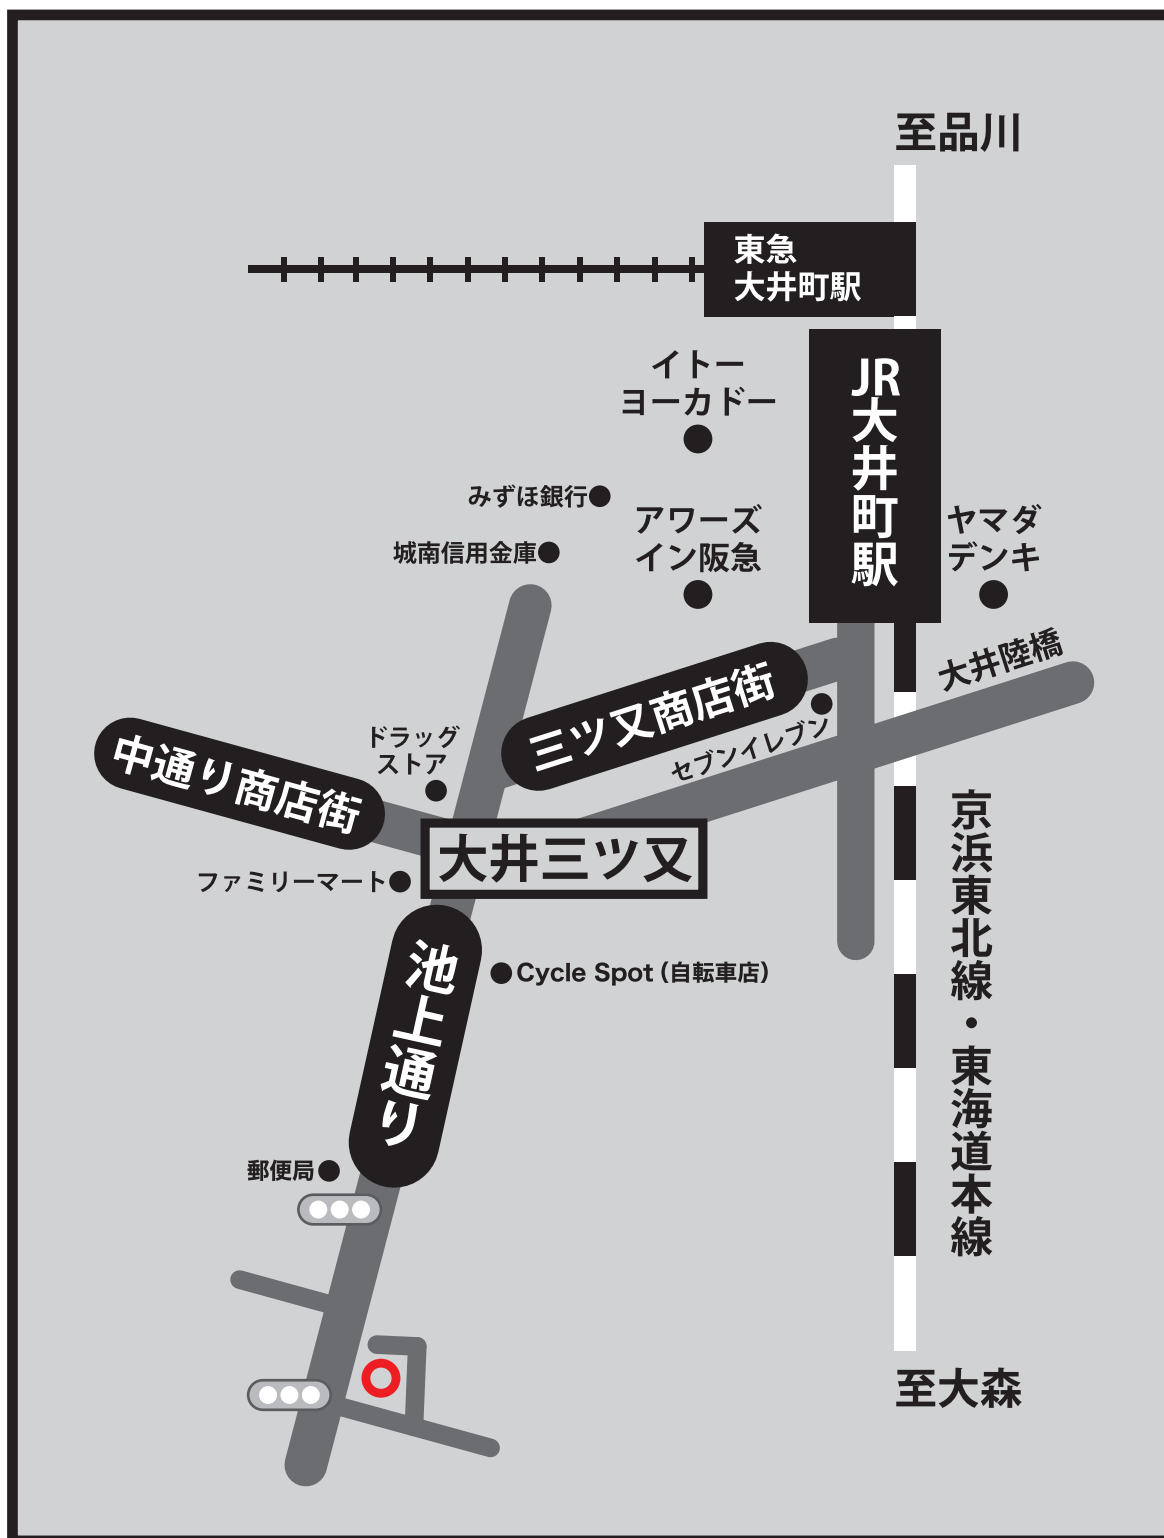 至品川
東急
大井町駅
JR大井町駅
イトー
ヨーカドー
みずほ銀行
城南信用金庫
アワーズ
イン阪急
ヤマダ
デンキ
大井陸橋
三ツ又商店街
セブンイレブン
中通り商店街
ドラッグ
ストア
大井三ツ又
ファミリーマート
池上通り
Cycle Spot（自転車店）
京浜東北線・東海道本線
郵便局
至大森